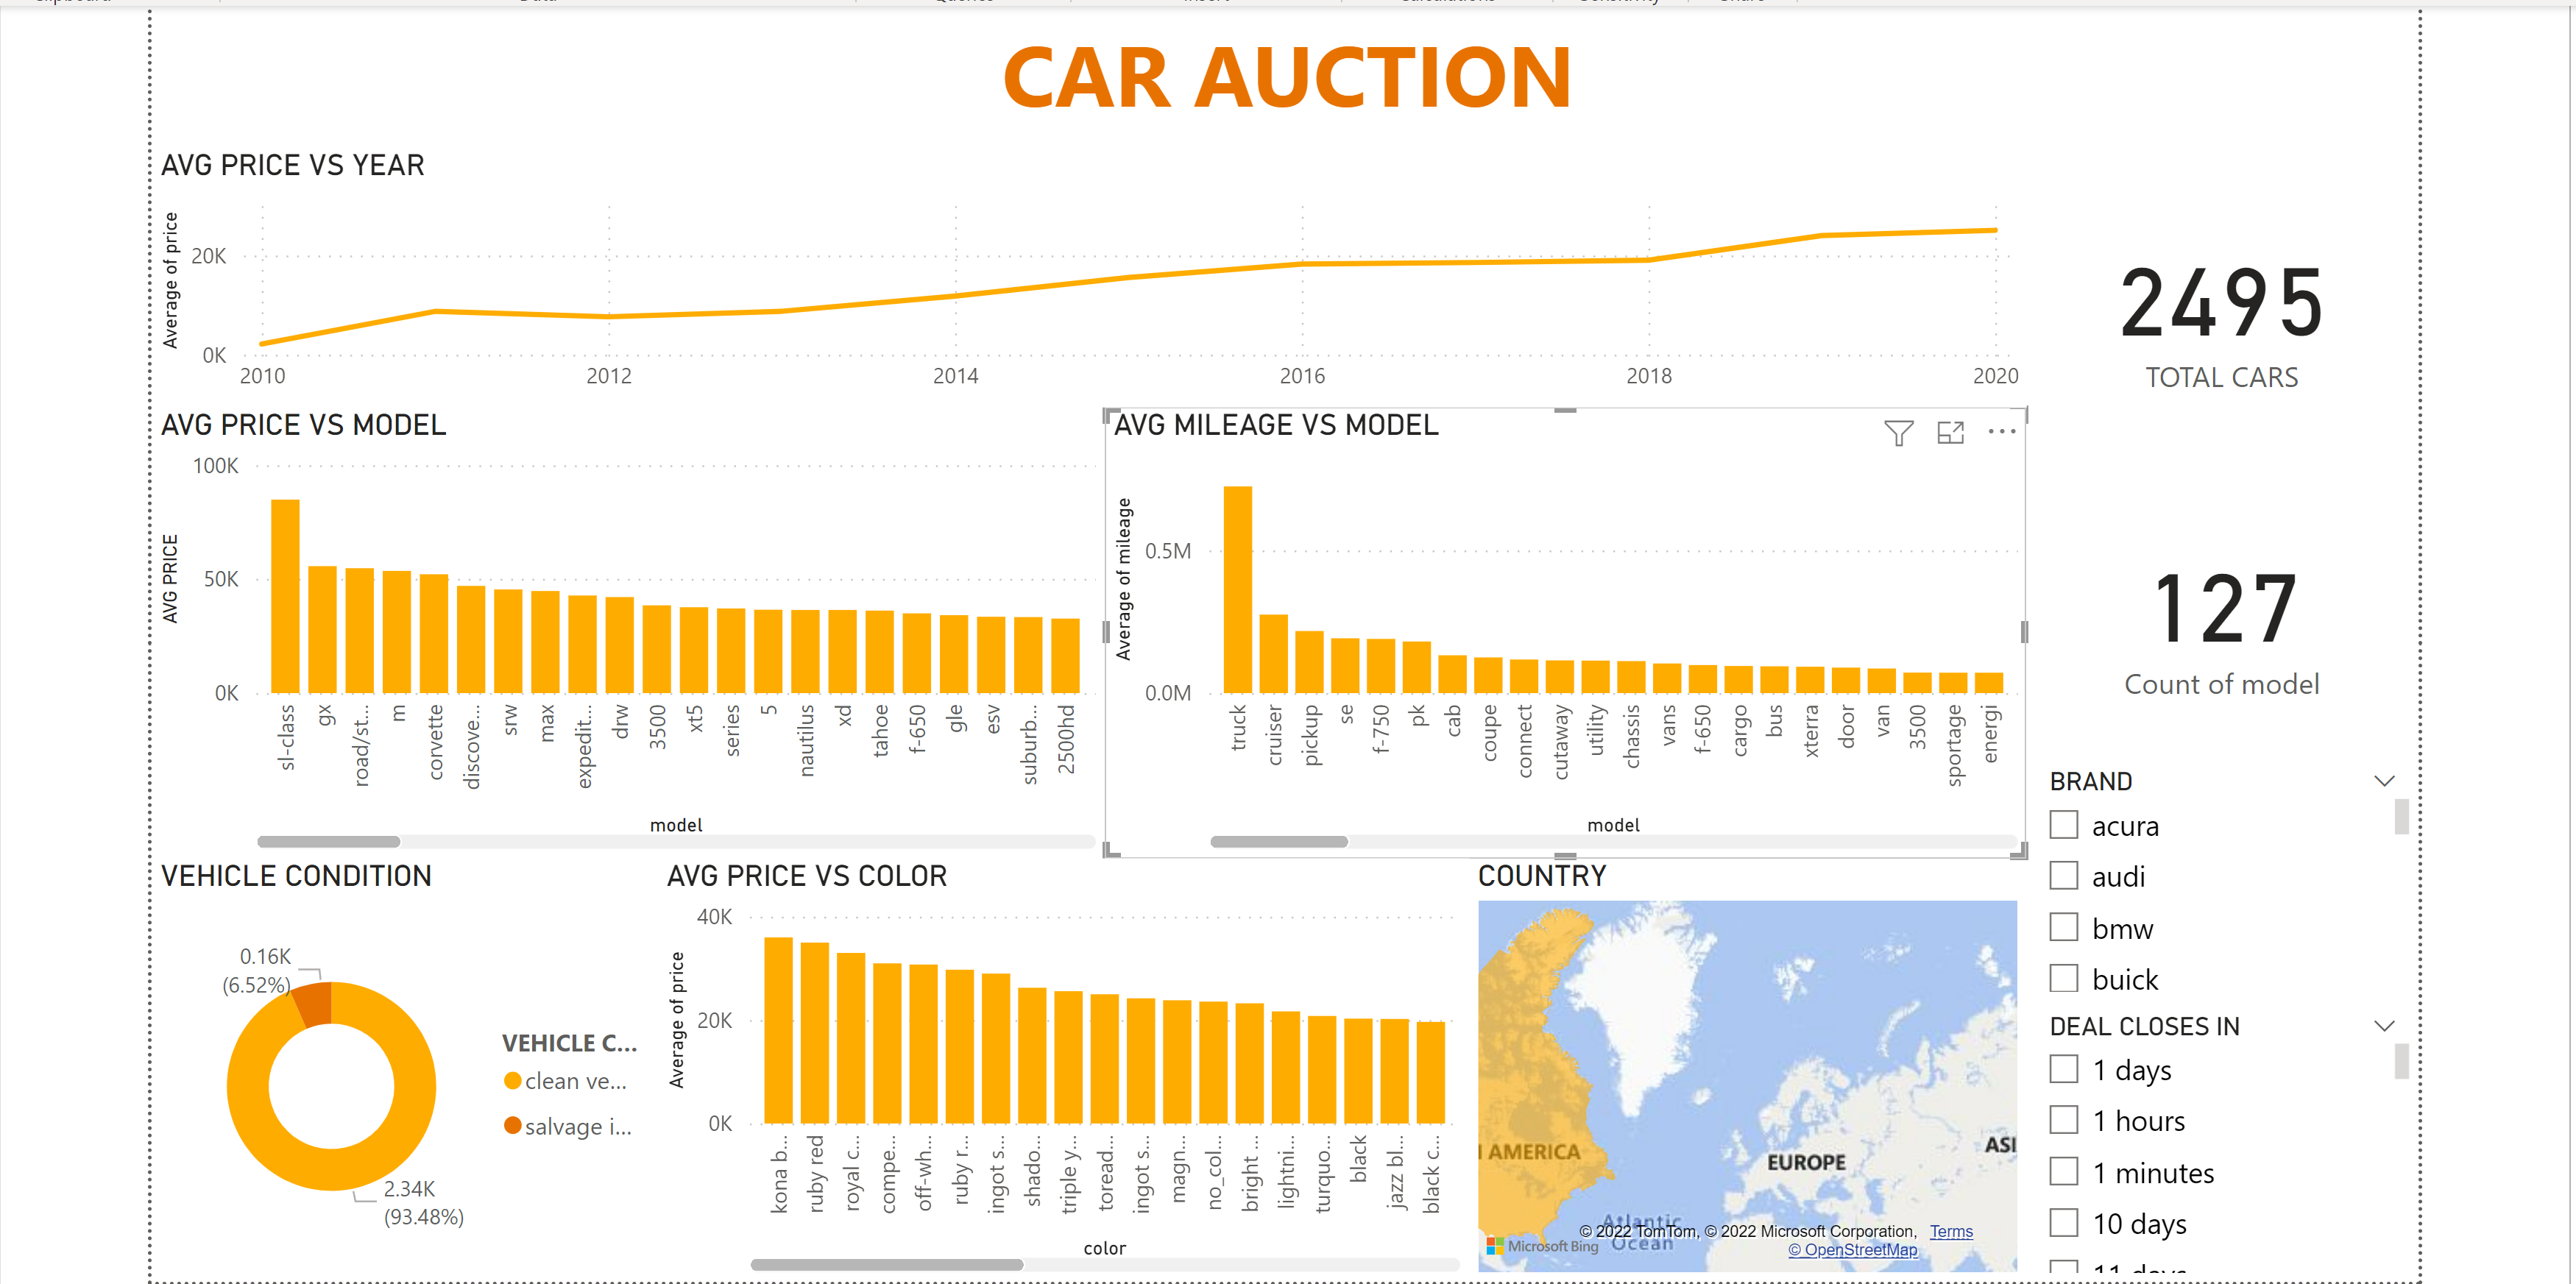 CAR AUCTION
AVG PRICE VS YEAR
Average of price
20K
0K
2010
2012
2014
2016
2018
2020
2495
TOTAL CARS
AVG PRICE VS MODEL
AVG PRICE
100K
50K
0K
sl-class
gx
road/st...
m
corvette
discove...
srw
max
expedit...
drw
3500
xt5
series
5
nautilus
xd
tahoe
f-650
gle
esv
suburb...
2500hd
model
AVG MILEAGE VS MODEL
Average of mileage
0.5M
0.0M
truck
cruiser
pickup
se
f-750
pk
cab
coupe
connect
cutaway
utility
chassis
vans
f-650
cargo
bus
xterra
door
van
3500
sportage
energi
model
127
Count of model
BRAND
acura
audi
bmw
buick
DEAL CLOSES IN
1 days
1 hours
1 minutes
10 days
VEHICLE CONDITION
0.16K
(6.52%)
2.34K
(93.48%)
VEHICLE C...
clean ve...
salvage i...
AVG PRICE VS COLOR
Average of price
40K
20K
0K
kona b...
ruby red
royal c...
compe...
off-wh...
ruby r...
ingot s...
shado...
triple y...
toread...
ingot s...
magn...
no_col...
bright ...
lightni...
turquo...
black
jazz bl...
black c...
color
COUNTRY
AMERICA
EUROPE
ASI
Atlantic
Ocean
© 2022 TomTom, © 2022 Microsoft Corporation, Terms
Microsoft Bing
© OpenStreetMap